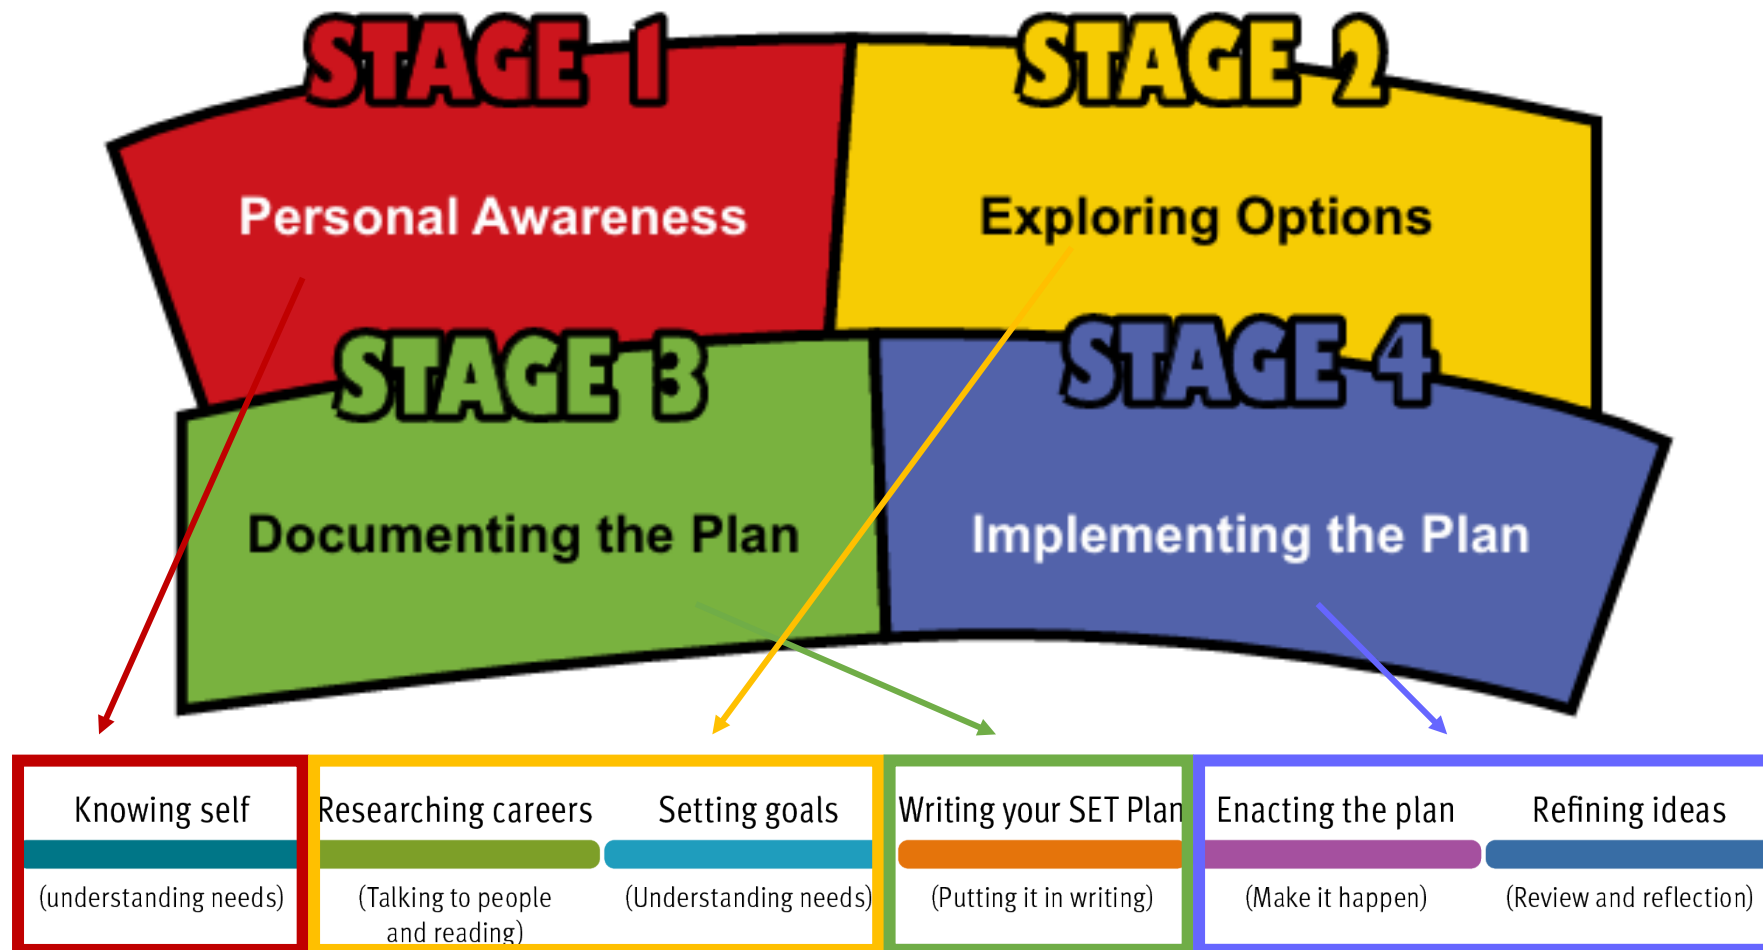 STAGE 1
STAGE 2
Personal Awareness
Exploring Options
STAGE 3
STAGE 4
Documenting the Plan
Implementing the Plan
Knowing self
Researching careers
Setting goals
Writing your SET Plan
Enacting the plan
Refining ideas
(understanding needs)
(Talking to people
and reading)
(Understanding needs)
(Putting it in writing)
(Make it happen)
(Review and reflection)